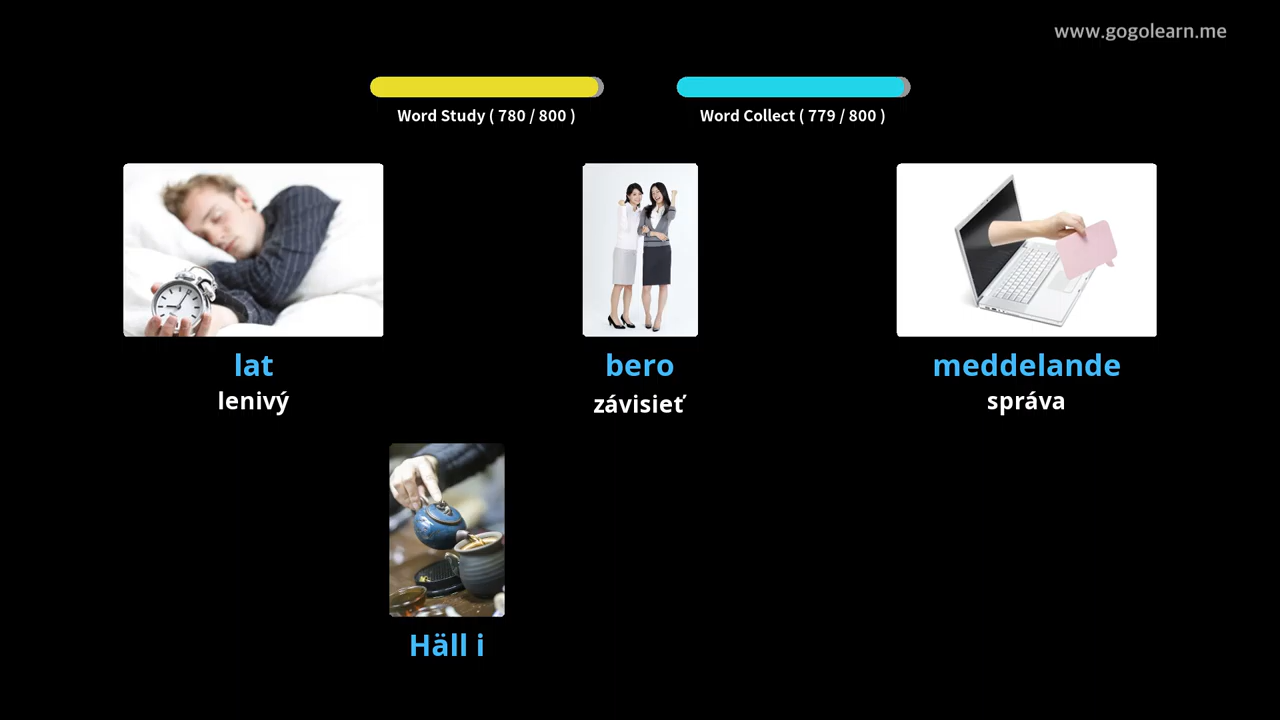 www.gogolearn.me
Word Study ( 780 / 800 )
Word Collect ( 779 / 800 )
lat
lenivý
bero
závisieť
meddelande
správa
Häll i